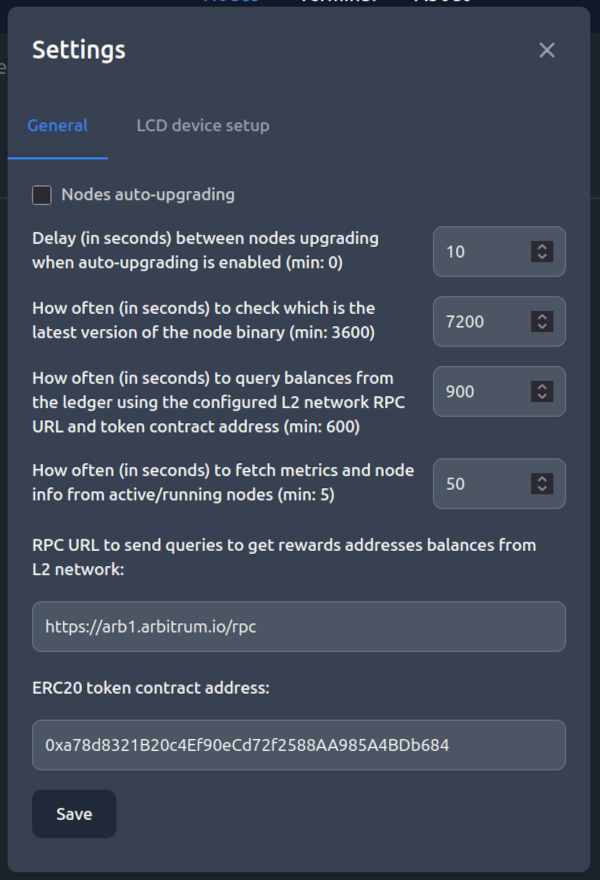 Settings
General LCD device setup
Nodes auto-upgrading
Delay (in seconds) between nodes upgrading
when auto-upgrading is enabled (min: 0)
10
How often (in seconds) to check which is the
latest version of the node binary (min: 3600)
7200
How often (in seconds) to query balances from
the ledger using the configured L2 network RPC
URL and token contract address (min: 600)
900
How often (in seconds) to fetch metrics and node
info from active/running nodes (min: 5)
50
RPC URL to send queries to get rewards addresses balances from
L2 network:
https://arb1.arbitrum.io/rpc
ERC20 token contract address:
0xa78d8321B20c4Ef90eCd72f2588AA985A4BDb684
Save